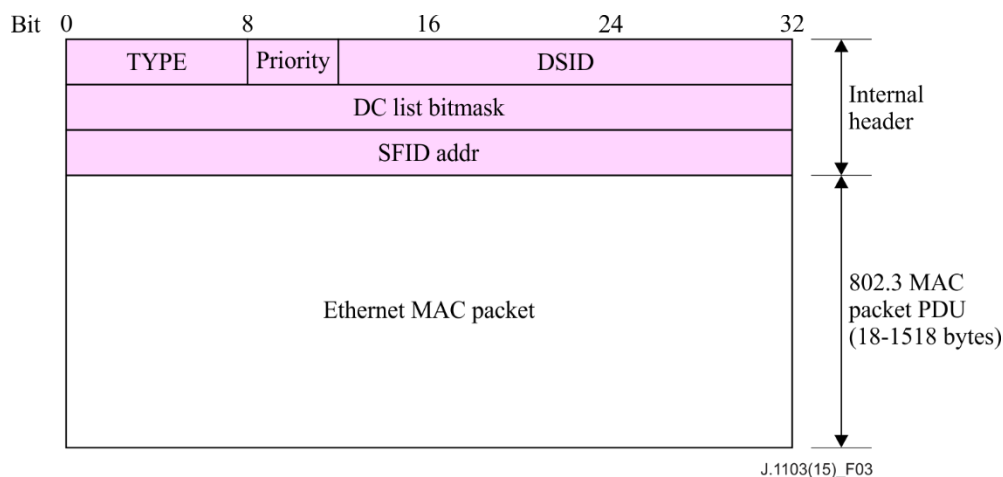 Bit 0 8 16 24 32
TYPE Priority DSID
DC list bitmask
SFID addr
Internal
header
Ethernet MAC packet
802.3 MAC
packet PDU
(18-1518 bytes)
J.1103(15)_F03